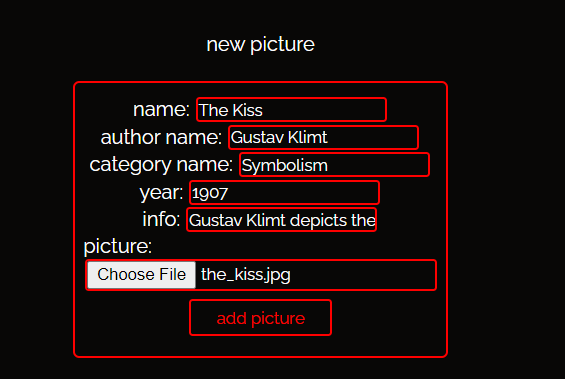 new picture
name: The Kiss
author name: Gustav Klimt
category name: Symbolism
year: 1907
info: Gustav Klimt depicts the
picture:
Choose File the_kiss.jpg
add picture